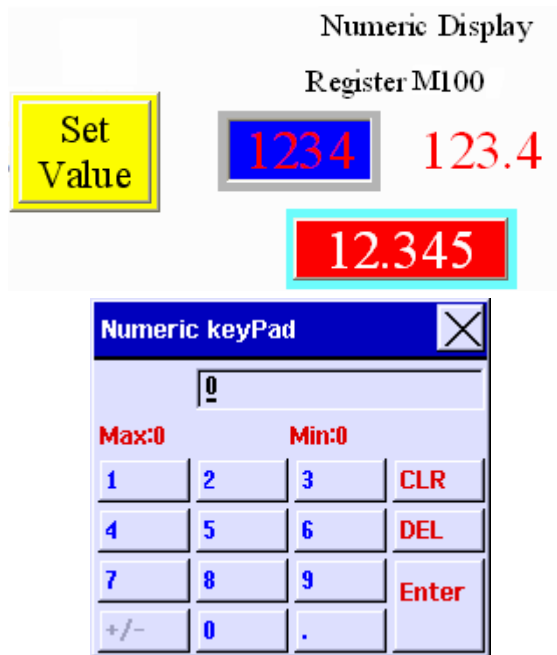 Numeric Display
Register M100
Set
Value
1234
123.4
12.345
Numeric keyPad
0
Max:0 Min:0
1 2 3 CLR
4 5 6 DEL
7 8 9 Enter
+/- 0 .